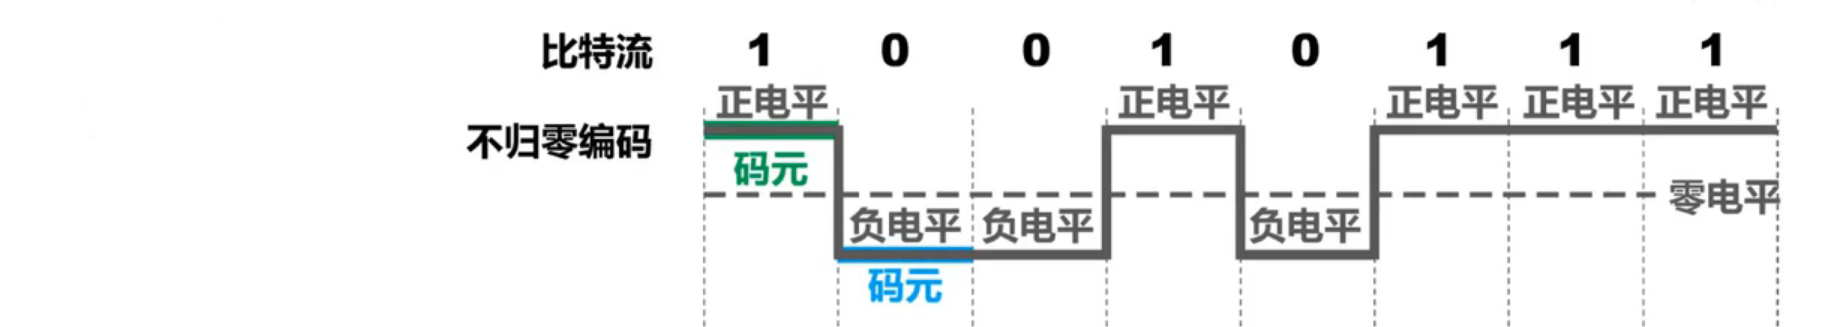 比特流 1 0 0 1 0 1 1 1
正电平 正电平 正电平 正电平 正电平
不归零编码
码元
零电平
负电平 负电平 负电平
码元